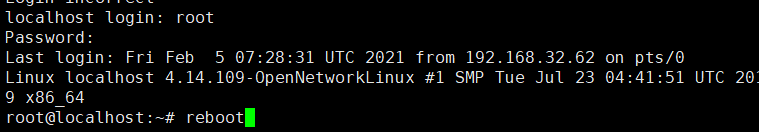 Login incorrect
localhost login: root
Password:
Last login: Fri Feb  5 07:28:31 UTC 2021 from 192.168.32.62 on pts/0
Linux localhost 4.14.109-OpenNetworkLinux #1 SMP Tue Jul 23 04:41:51 UTC 201
9 x86_64
root@localhost:~# reboot